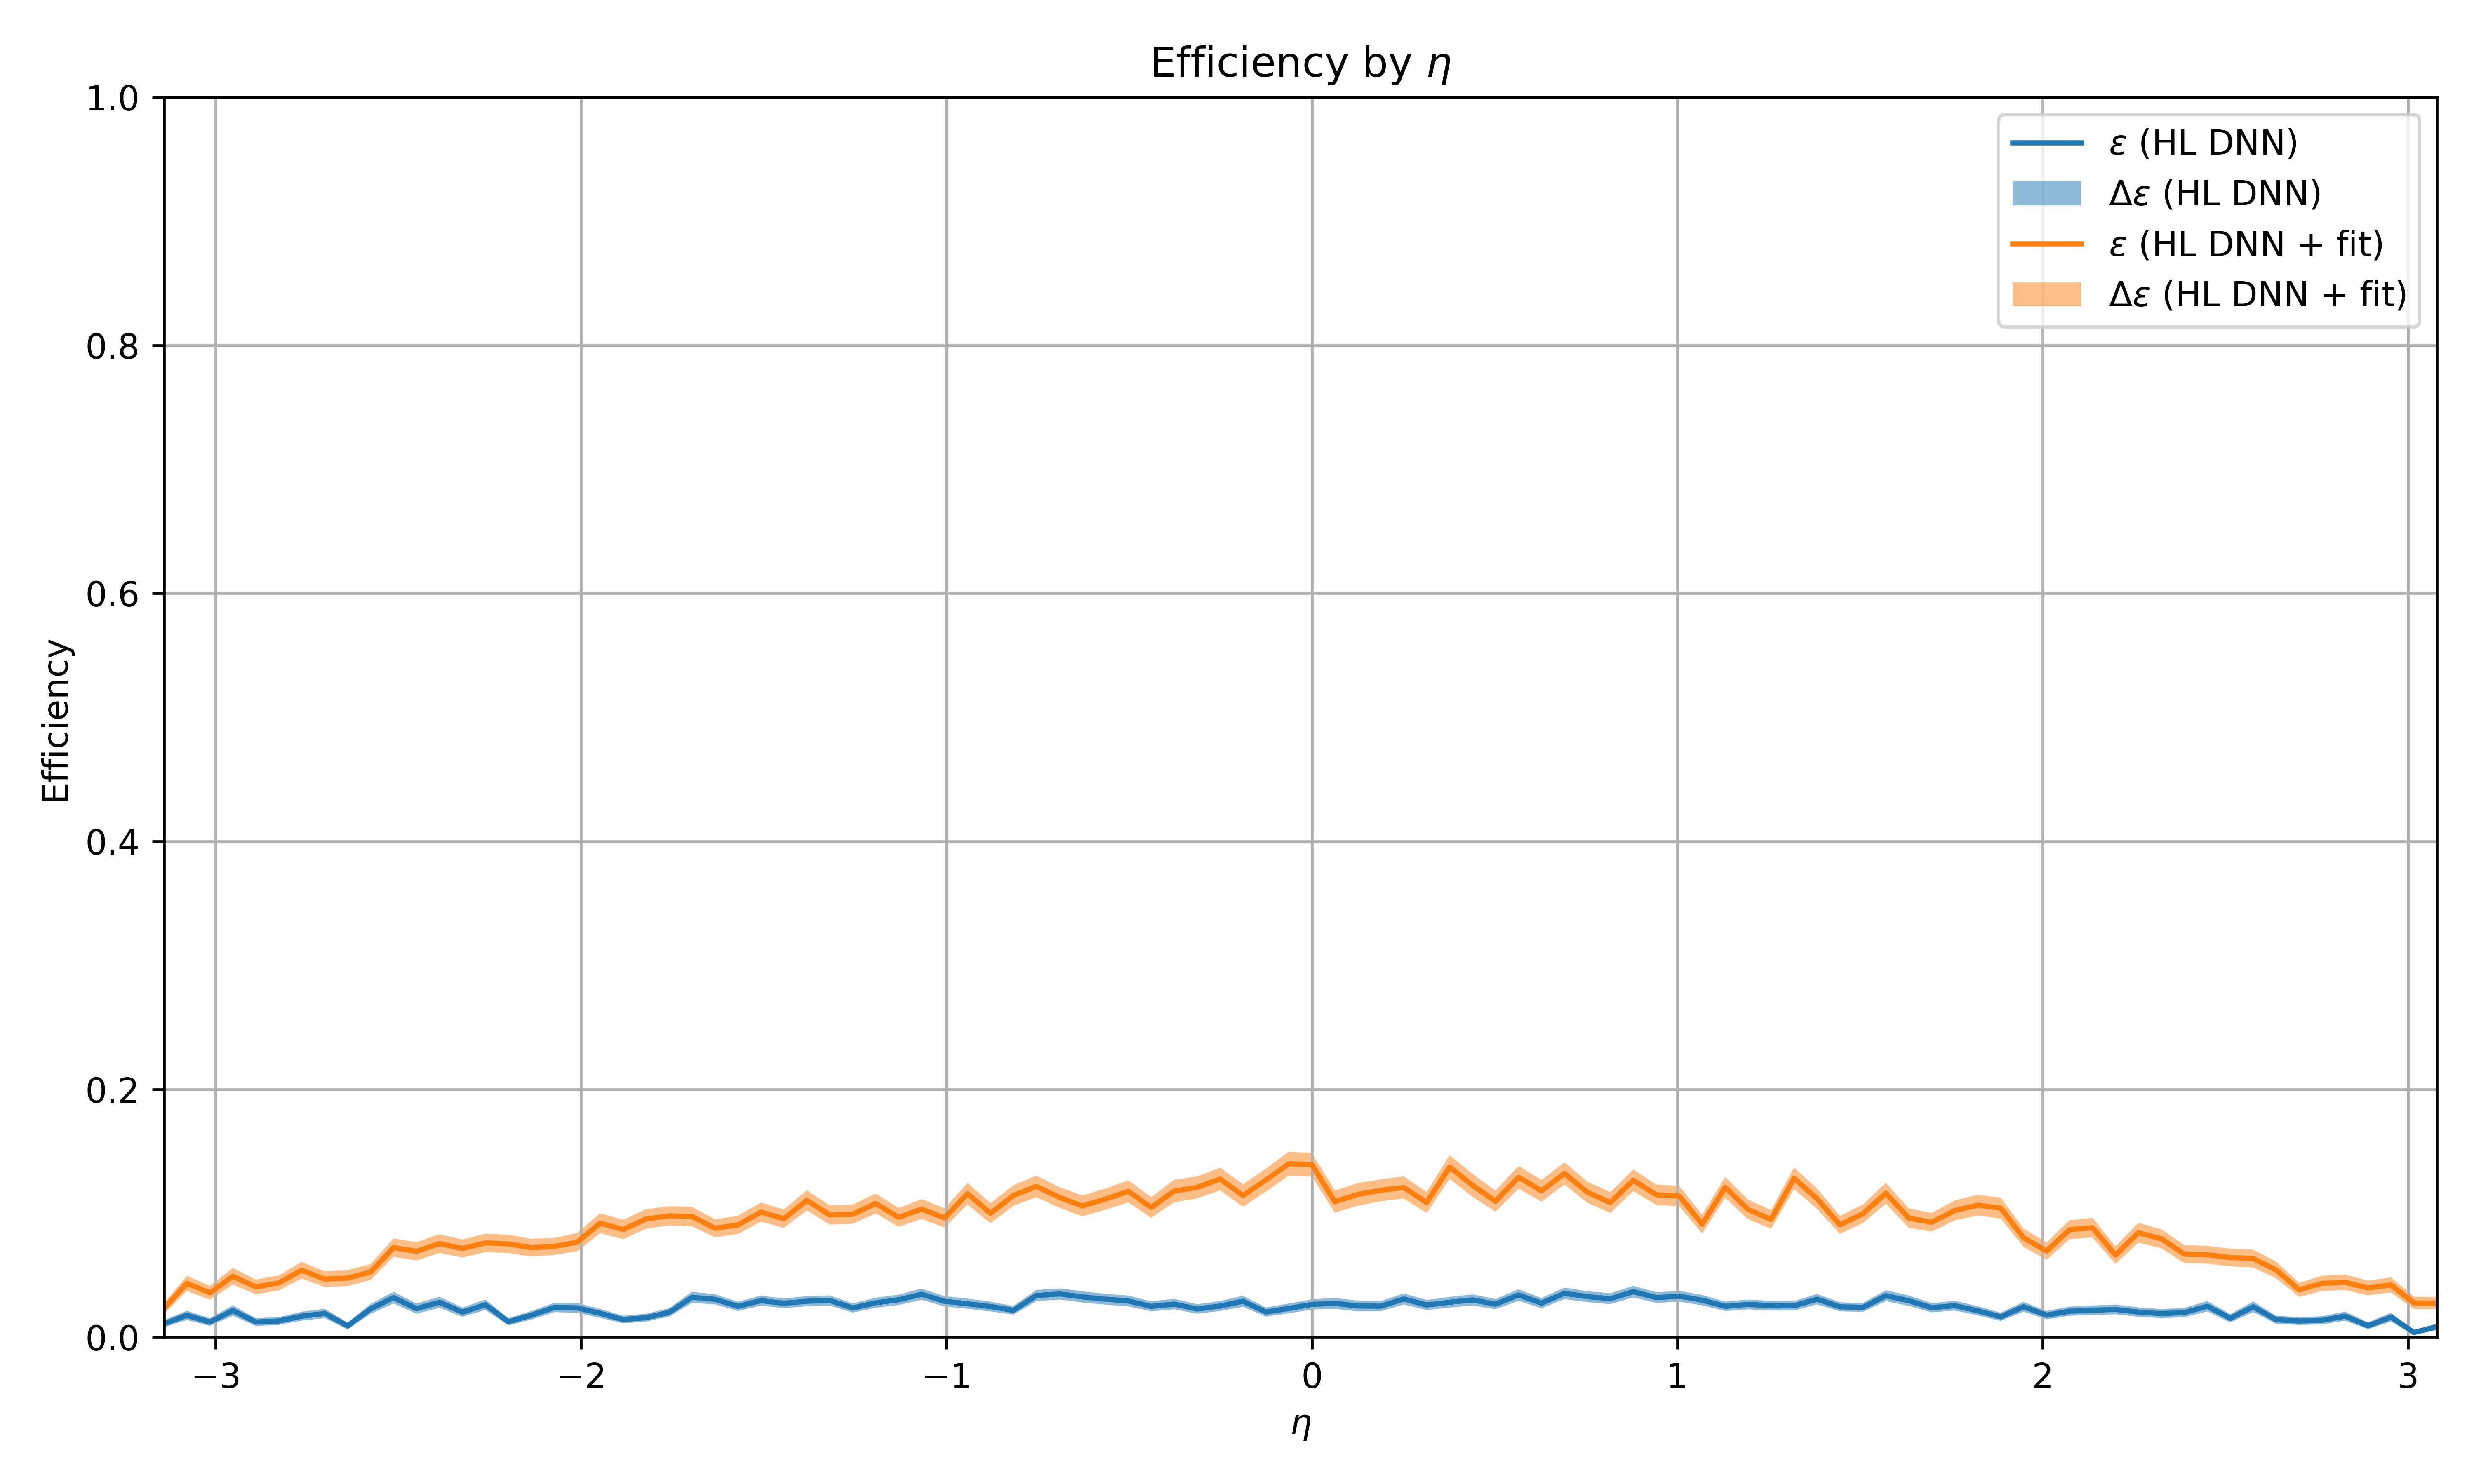 Efficiency by η
1.0
0.8
0.6
0.4
0.2
0.0
Efficiency
−3
−2
−1
0
1
2
3
η
ε (HL DNN)
Δε (HL DNN)
ε (HL DNN + fit)
Δε (HL DNN + fit)